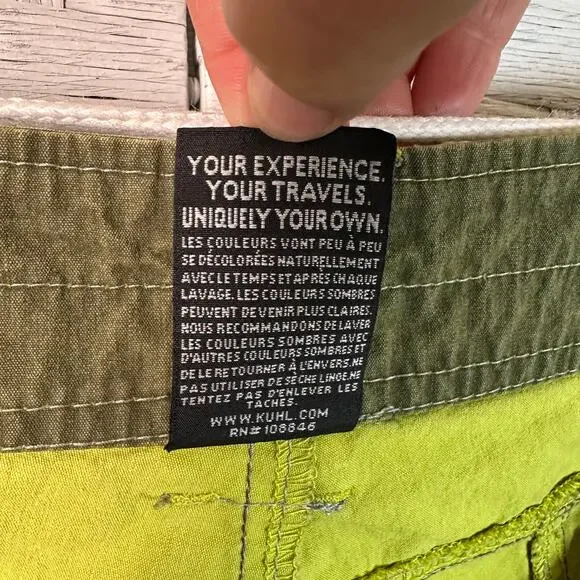 YOUR EXPERIENCE.
YOUR TRAVELS.
UNIQUELY YOUR OWN.
LES COULEURS VONT PEU À PEU
SE DÉCOLORÉES NATURELLEMENT
AVEC LE TEMPS ET APRÉS CHAQUE
LAVAGE. LES COULEURS SOMBRES
PEUVENT DEVENIR PLUS CLAIRES.
NOUS RECOMMANDONS DE LAVER
LES COULEURS SOMBRES AVEC
D'AUTRES COULEURS SOMBRES ET
DE LE RETOURNER À L'ENVERS. NE
PAS UTILISER DE SÈCHE LINGE. NE
TENTEZ PAS D'ENLEVER LES
TACHES.
WWW.KUHL.COM
RN#108846